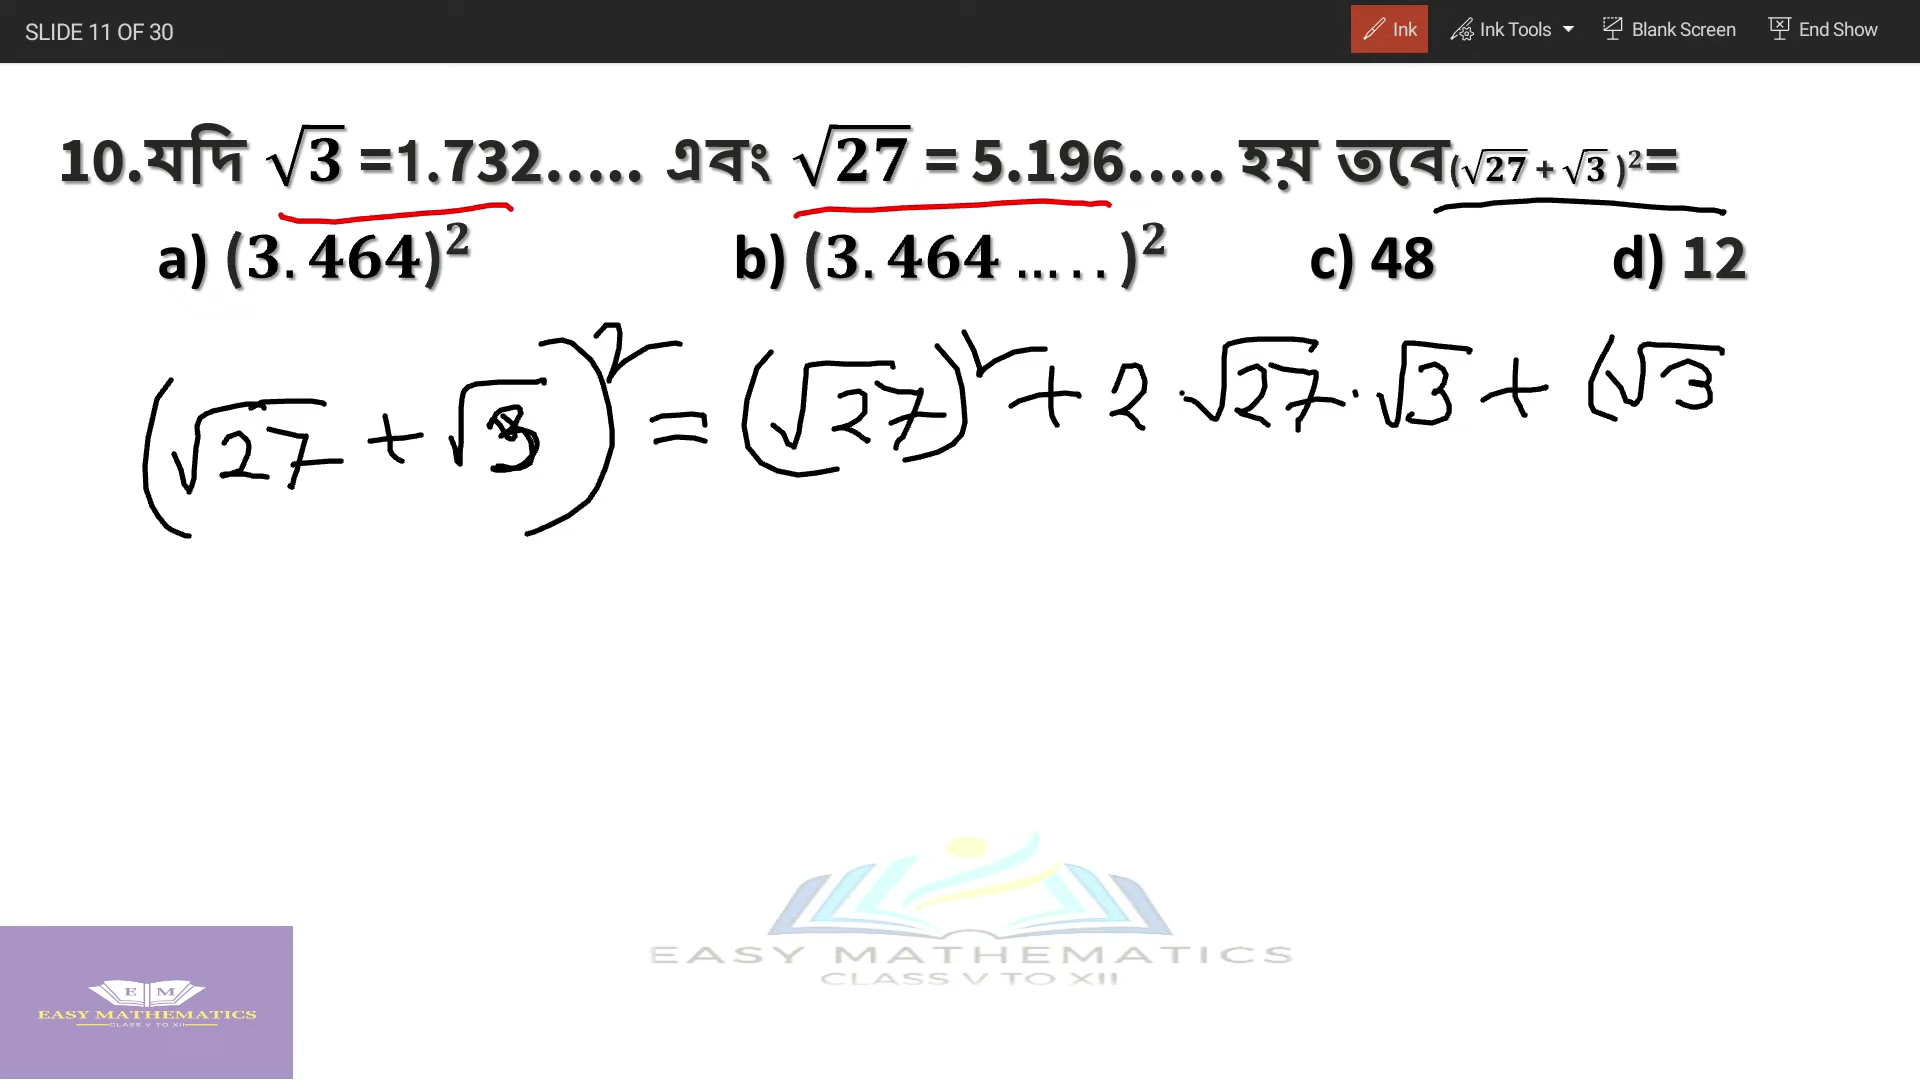 SLIDE 11 OF 30 Ink Ink Tools Blank Screen End Show
10.যদি √3 =1.732..... এবং √27 = 5.196..... হয় তবে(√27 + √3 )²=
a) (3.464)² b) (3.464 ... . . )² c) 48 d) 12
(√27 + √3)² = (√27)² + 2 · √27 · √3 + (√3
EASY MATHEMATICS
CLASS V TO XII
E M
EASY MATHEMATICS
CLASS V TO XII